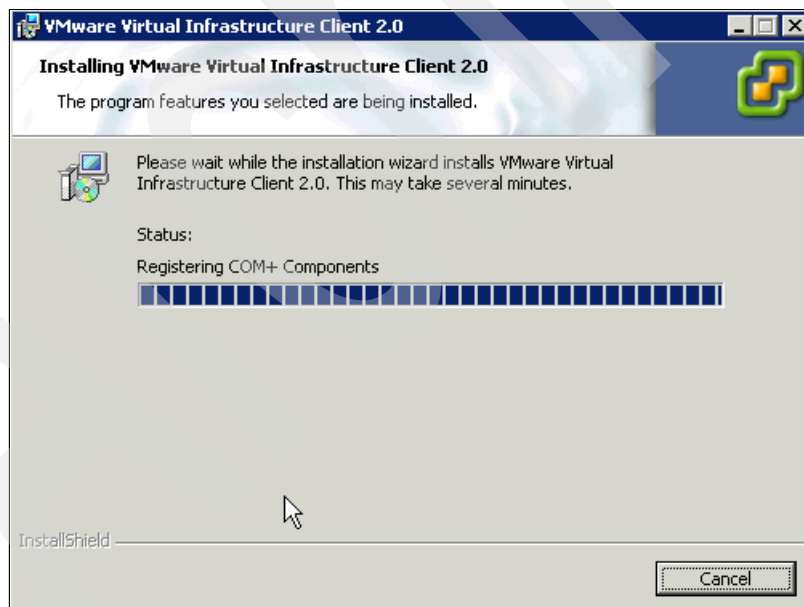 VMware Virtual Infrastructure Client 2.0
Installing VMware Virtual Infrastructure Client 2.0
The program features you selected are being installed.
Please wait while the installation wizard installs VMware Virtual
Infrastructure Client 2.0. This may take several minutes.
Status:
Registering COM+ Components
InstallShield
Cancel